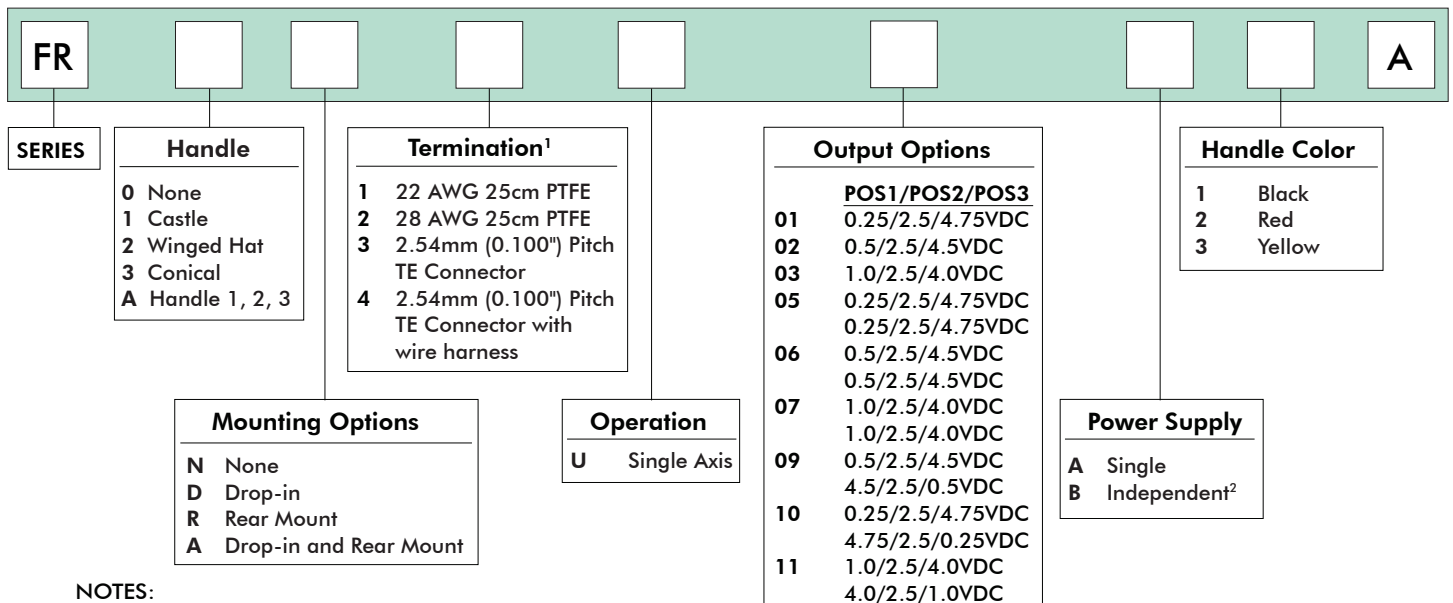 FR A
SERIES
Handle
0 None
1 Castle
2 Winged Hat
3 Conical
A Handle 1, 2, 3
Mounting Options
N None
D Drop-in
R Rear Mount
A Drop-in and Rear Mount
Termination¹
1 22 AWG 25cm PTFE
2 28 AWG 25cm PTFE
3 2.54mm (0.100") Pitch
TE Connector
4 2.54mm (0.100") Pitch
TE Connector with
wire harness
Operation
U Single Axis
Output Options
POS1/POS2/POS3
01 0.25/2.5/4.75VDC
02 0.5/2.5/4.5VDC
03 1.0/2.5/4.0VDC
05 0.25/2.5/4.75VDC
0.25/2.5/4.75VDC
06 0.5/2.5/4.5VDC
0.5/2.5/4.5VDC
07 1.0/2.5/4.0VDC
1.0/2.5/4.0VDC
09 0.5/2.5/4.5VDC
4.5/2.5/0.5VDC
10 0.25/2.5/4.75VDC
4.75/2.5/0.25VDC
11 1.0/2.5/4.0VDC
4.0/2.5/1.0VDC
Power Supply
A Single
B Independent²
Handle Color
1 Black
2 Red
3 Yellow
NOTES: